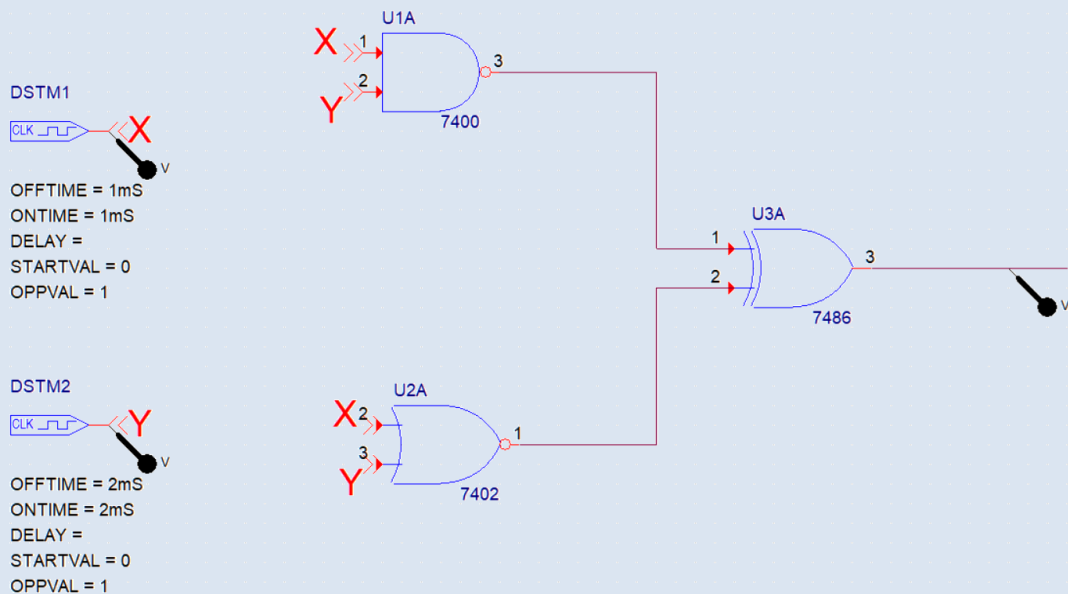 U1A
X
1
3
2
Y
7400
DSTM1
CLK
X
V
OFFTIME = 1mS
ONTIME = 1mS
DELAY =
STARTVAL = 0
OPPVAL = 1
U3A
1
3
2
7486
V
DSTM2
CLK
Y
V
OFFTIME = 2mS
ONTIME = 2mS
DELAY =
STARTVAL = 0
OPPVAL = 1
U2A
X
2
1
3
Y
7402